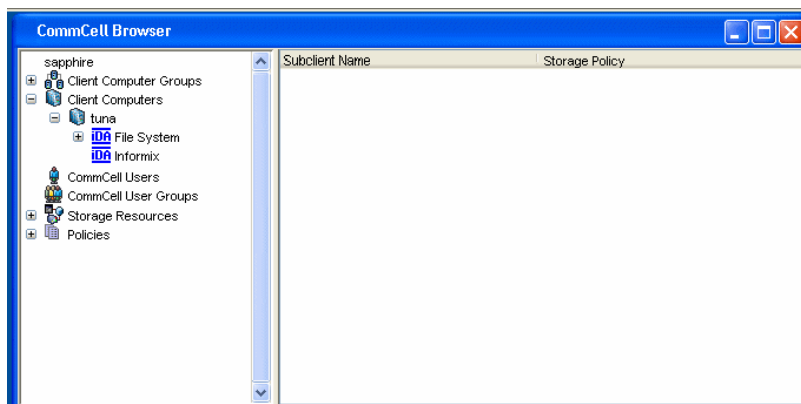 CommCell Browser
sapphire
Subclient Name Storage Policy
Client Computer Groups
Client Computers
tuna
iDA File System
iDA Informix
CommCell Users
CommCell User Groups
Storage Resources
Policies